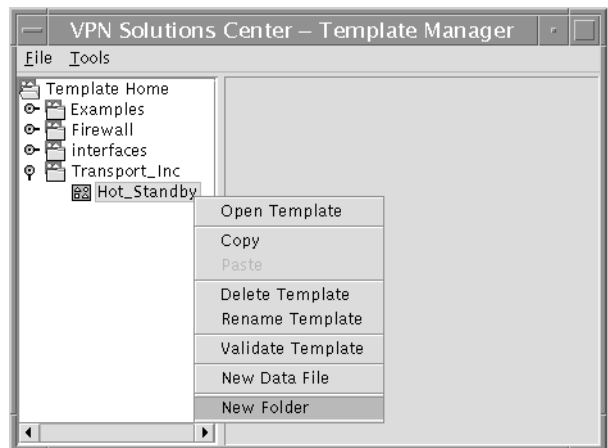 VPN Solutions Center – Template Manager
File Tools
Template Home
Examples
Firewall
interfaces
Transport_Inc
Hot_Standby
Open Template
Copy
Paste
Delete Template
Rename Template
Validate Template
New Data File
New Folder